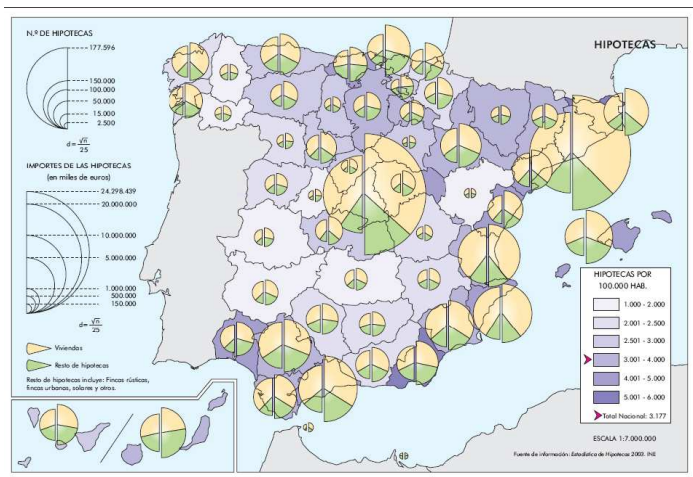 HIPOTECAS
N.º DE HIPOTECAS
177.596
150.000
100.000
50.000
15.000
2.500
d= √n
25
IMPORTES DE LAS HIPOTECAS
(en miles de euros)
24.298.439
20.000.000
10.000.000
5.000.000
1.000.000
500.000
150.000
d= √n
25
Viviendas
Resto de hipotecas
Resto de hipotecas incluye: Fincas rústicas,
fincas urbanas, solares y otros.
HIPOTECAS POR
100.000 HAB.
1.000 - 2.000
2.001 - 2.500
2.501 - 3.000
3.001 - 4.000
4.001 - 5.000
5.001 - 6.000
Total Nacional: 3.177
ESCALA 1:7.000.000
Fuente de información: Estadística de Hipotecas 2003. INE